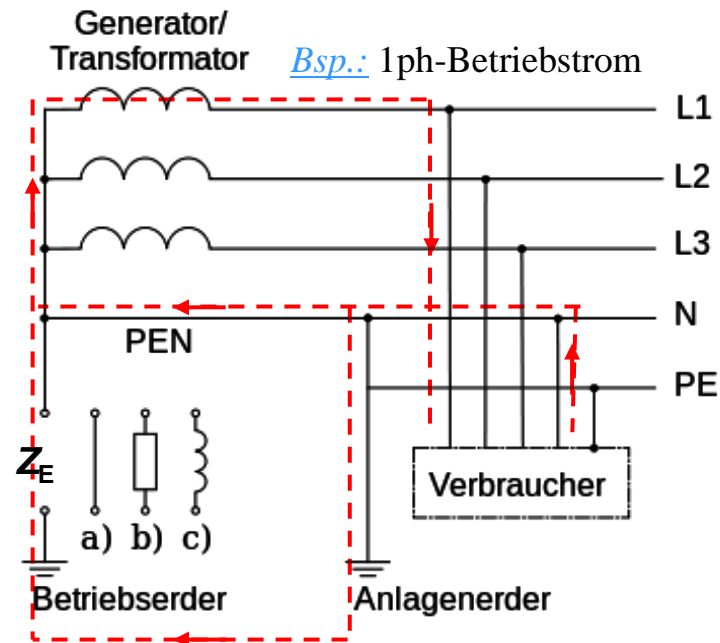 Generator/
Transformator
Bsp.: 1ph-Betriebstrom
L1
L2
L3
N
PEN
PE
ZE
a) b) c)
Verbraucher
Betriebserder
Anlagenerder